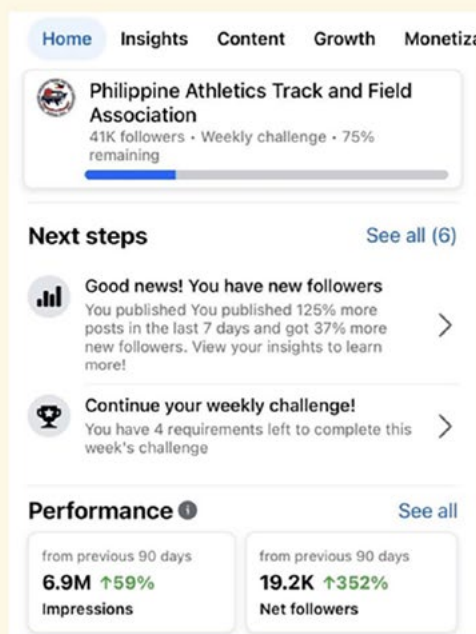 Home Insights Content Growth Monetiza
Philippine Athletics Track and Field
Association
41K followers • Weekly challenge • 75%
remaining
Next steps See all (6)
Good news! You have new followers
You published You published 125% more
posts in the last 7 days and got 37% more
new followers. View your insights to learn
more!
Continue your weekly challenge!
You have 4 requirements left to complete this
week's challenge
Performance See all
from previous 90 days
6.9M ↑59%
Impressions
from previous 90 days
19.2K ↑352%
Net followers